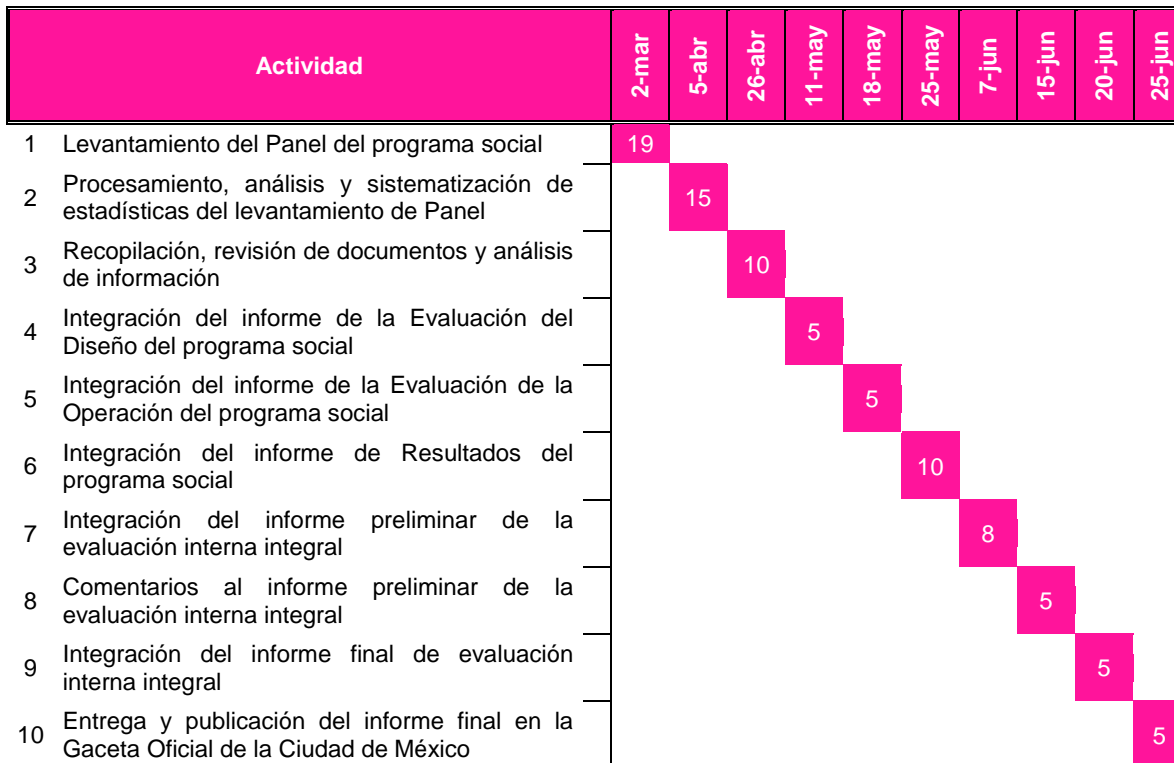 Actividad 2-mar 5-abr 26-abr 11-may 18-may 25-may 7-jun 15-jun 20-jun 25-jun
1 Levantamiento del Panel del programa social 19
2 Procesamiento, análisis y sistematización de
estadísticas del levantamiento de Panel 15
3 Recopilación, revisión de documentos y análisis
de información 10
4 Integración del informe de la Evaluación del
Diseño del programa social 5
5 Integración del informe de la Evaluación de la
Operación del programa social 5
6 Integración del informe de Resultados del
programa social 10
7 Integración del informe preliminar de la
evaluación interna integral 8
8 Comentarios al informe preliminar de la
evaluación interna integral 5
9 Integración del informe final de evaluación
interna integral 5
10 Entrega y publicación del informe final en la
Gaceta Oficial de la Ciudad de México 5